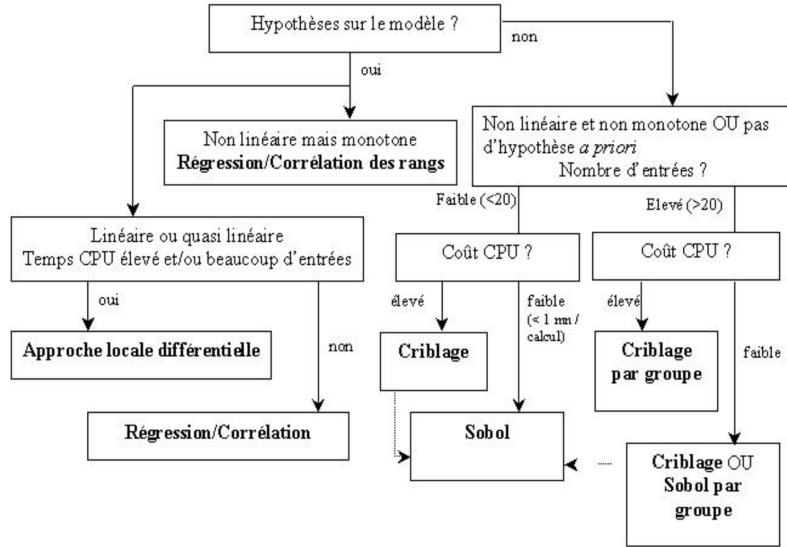 Hypothèses sur le modèle ?
non
oui
Non linéaire mais monotone
Régression/Corrélation des rangs
Non linéaire et non monotone OU pas
d'hypothèse a priori
Nombre d'entrées ?
Faible (<20)
Elevé (>20)
Linéaire ou quasi linéaire
Temps CPU élevé et/ou beaucoup d'entrées
Coût CPU ?
Coût CPU ?
oui
non
élevé
faible
(< 1 mn /
calcul)
élevé
faible
Approche locale différentielle
Criblage
Criblage
par groupe
Régression/Corrélation
Sobol
Criblage OU
Sobol par
groupe